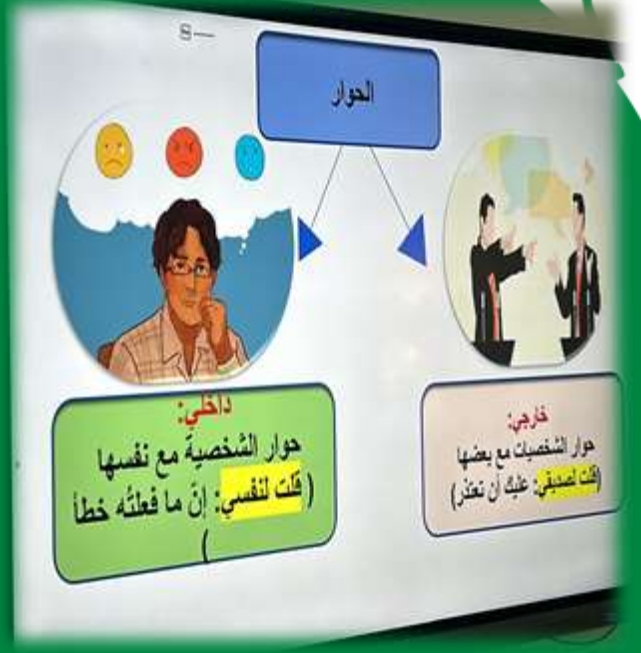 الحوار
خارجي:
حوار الشخصيات مع بعضها
(قلت لصديقي: عليك أن تعتذر)
داخلي:
حوار الشخصية مع نفسها
( قلت لنفسي: إنّ ما فعلتُه خطأ
)